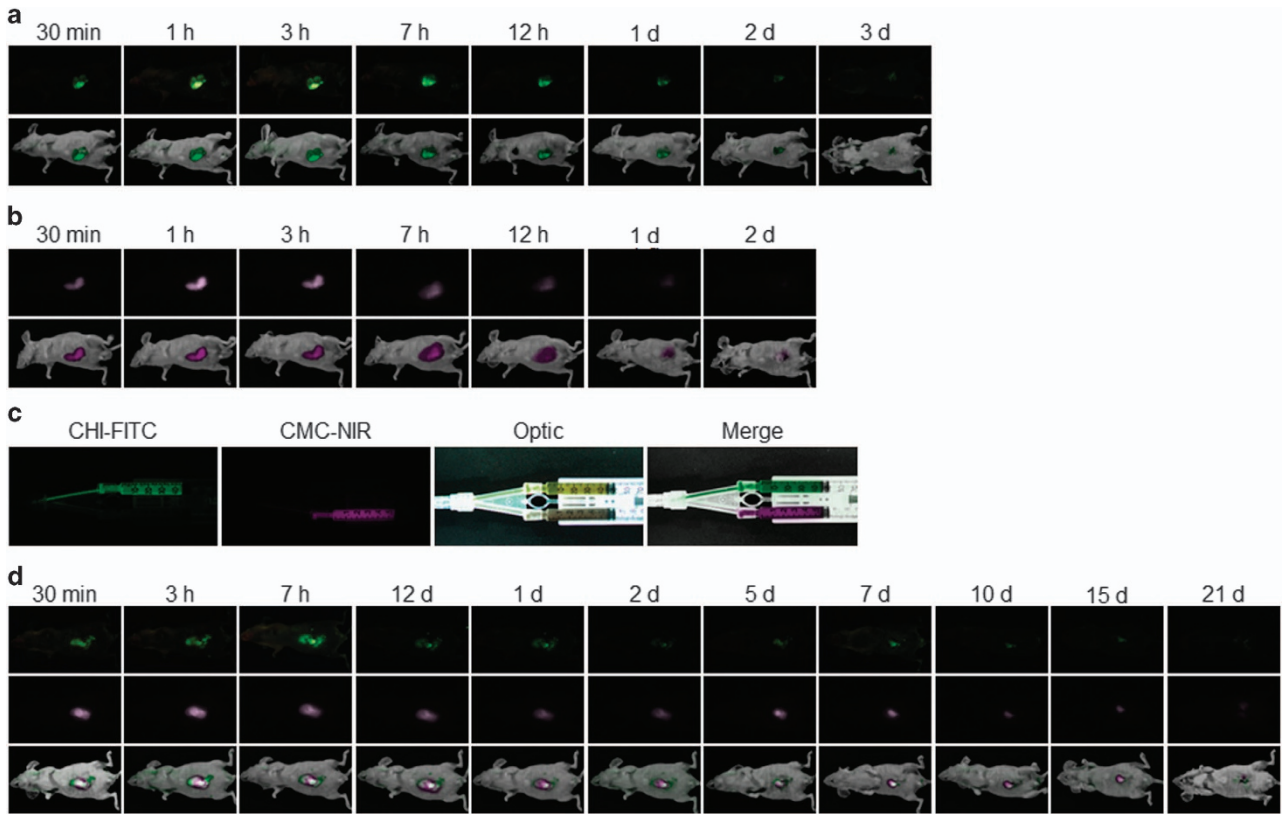 a
30 min 1 h 3 h 7 h 12 h 1 d 2 d 3 d
b
30 min 1 h 3 h 7 h 12 h 1 d 2 d
c
CHI-FITC CMC-NIR Optic Merge
d
30 min 3 h 7 h 12 d 1 d 2 d 5 d 7 d 10 d 15 d 21 d